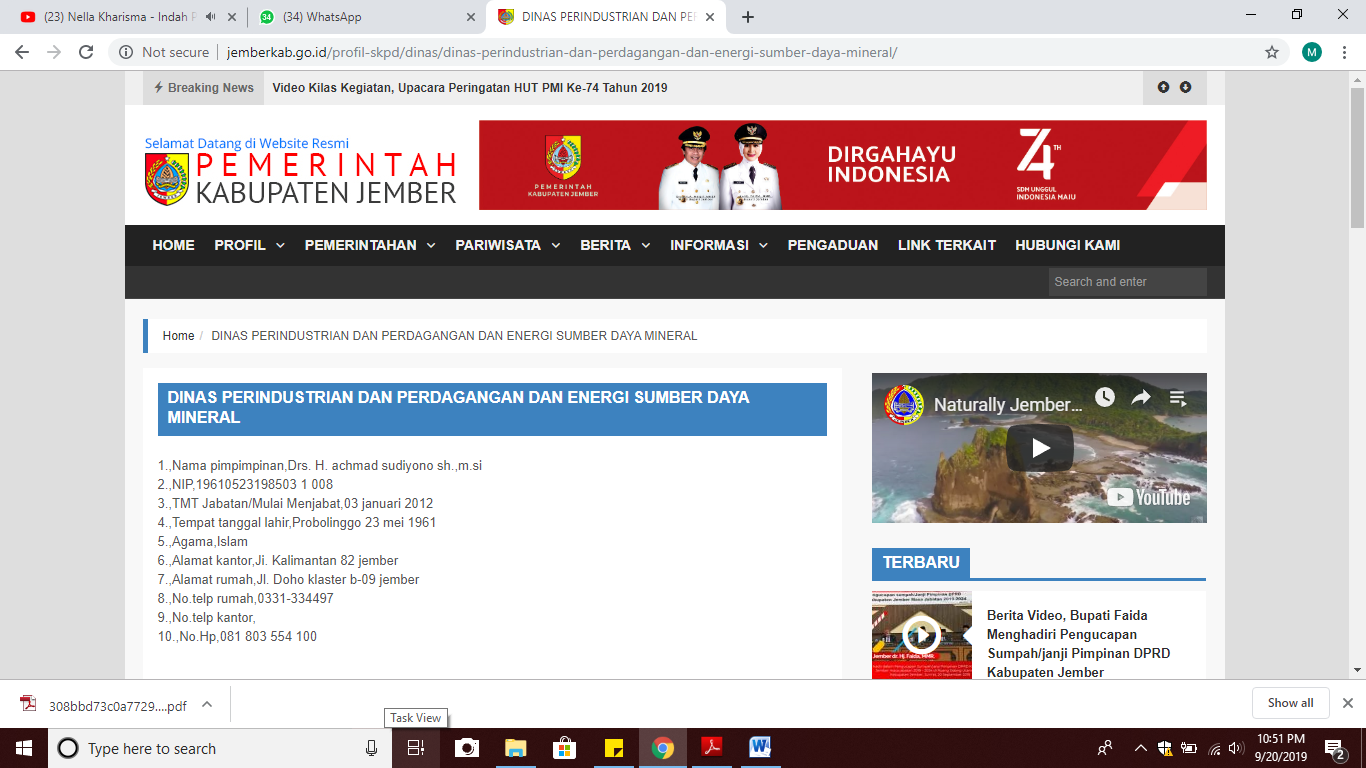 (23) Nella Kharisma - Indah P
(34) WhatsApp
DINAS PERINDUSTRIAN DAN PER
Not secure
jemberkab.go.id/profil-skpd/dinas/dinas-perindustrian-dan-perdagangan-dan-energi-sumber-daya-mineral/
M
Breaking News
Video Kilas Kegiatan, Upacara Peringatan HUT PMI Ke-74 Tahun 2019
Selamat Datang di Website Resmi
PEMERINTAH
KABUPATEN JEMBER
PEMERINTAH
KABUPATEN JEMBER
DIRGAHAYU
INDONESIA
74 TH
SDM UNGGUL
INDONESIA MAJU
HOME PROFIL PEMERINTAHAN PARIWISATA BERITA INFORMASI PENGADUAN LINK TERKAIT HUBUNGI KAMI
Search and enter
Home / DINAS PERINDUSTRIAN DAN PERDAGANGAN DAN ENERGI SUMBER DAYA MINERAL
DINAS PERINDUSTRIAN DAN PERDAGANGAN DAN ENERGI SUMBER DAYA
MINERAL
1.,Nama pimpimpinan,Drs. H. achmad sudiyono sh.,m.si
2.,NIP,19610523198503 1 008
3.,TMT Jabatan/Mulai Menjabat,03 januari 2012
4.,Tempat tanggal lahir,Probolinggo 23 mei 1961
5.,Agama,Islam
6.,Alamat kantor,Ji. Kalimantan 82 jember
7.,Alamat rumah,Jl. Doho klaster b-09 jember
8.,No.telp rumah,0331-334497
9.,No.telp kantor,
10.,No.Hp,081 803 554 100
Naturally Jember...
YouTube
TERBARU
Berita Video, Bupati Faida
Menghadiri Pengucapan
Sumpah/janji Pimpinan DPRD
Kabupaten Jember
308bbd73c0a7729....pdf
Show all
Task View
Type here to search
10:51 PM
9/20/2019
2